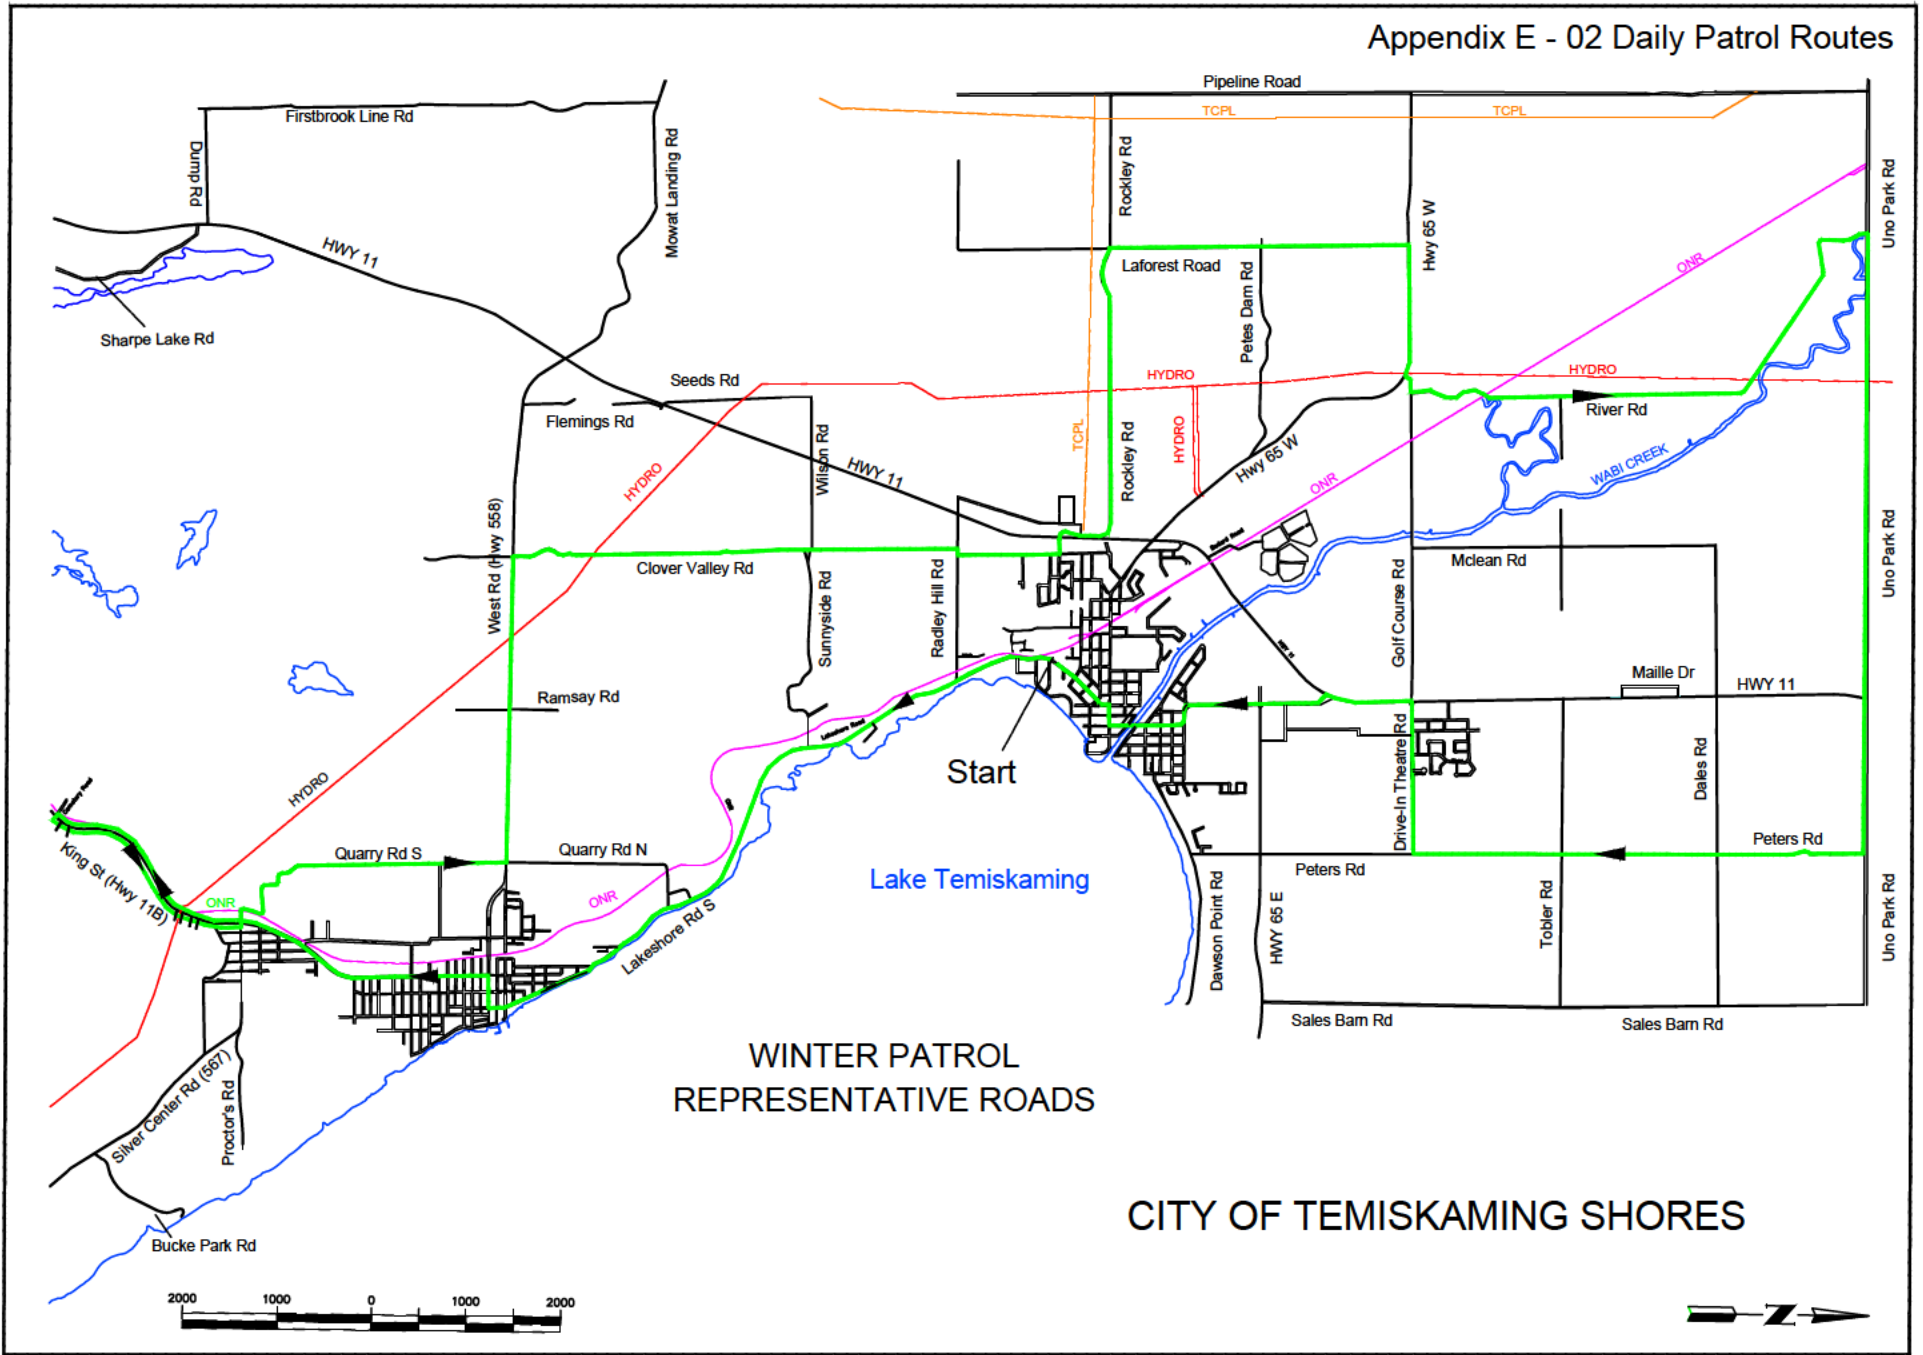 Appendix E - 02 Daily Patrol Routes
Pipeline Road
Firstbrook Line Rd
TCPL
TCPL
Dump Rd
Mowat Landing Rd
Rockley Rd
Hwy 65 W
Uno Park Rd
HWY 11
Laforest Road
Petes Dam Rd
ONR
Sharpe Lake Rd
Seeds Rd
HYDRO
HYDRO
Flemings Rd
River Rd
TCPL
HYDRO
Rockley Rd
Wilson Rd
HWY 11
Hwy 65 W
ONR
WABI CREEK
HYDRO
West Rd (Hwy 558)
Clover Valley Rd
Sunnyside Rd
Radley Hill Rd
Golf Course Rd
Mclean Rd
Uno Park Rd
HWY 11
Ramsay Rd
Maille Dr
HWY 11
Lakeshore Road
Start
Drive-In Theatre Rd
Dales Rd
HYDRO
King St (Hwy 11B)
Quarry Rd S
Quarry Rd N
Lake Temiskaming
Peters Rd
Peters Rd
ONR
ONR
Lakeshore Rd S
Dawson Point Rd
HWY 65 E
Tobler Rd
Uno Park Rd
Sales Barn Rd
Sales Barn Rd
WINTER PATROL
REPRESENTATIVE ROADS
Silver Center Rd (567)
Proctor's Rd
Bucke Park Rd
CITY OF TEMISKAMING SHORES
2000 1000 0 1000 2000
N